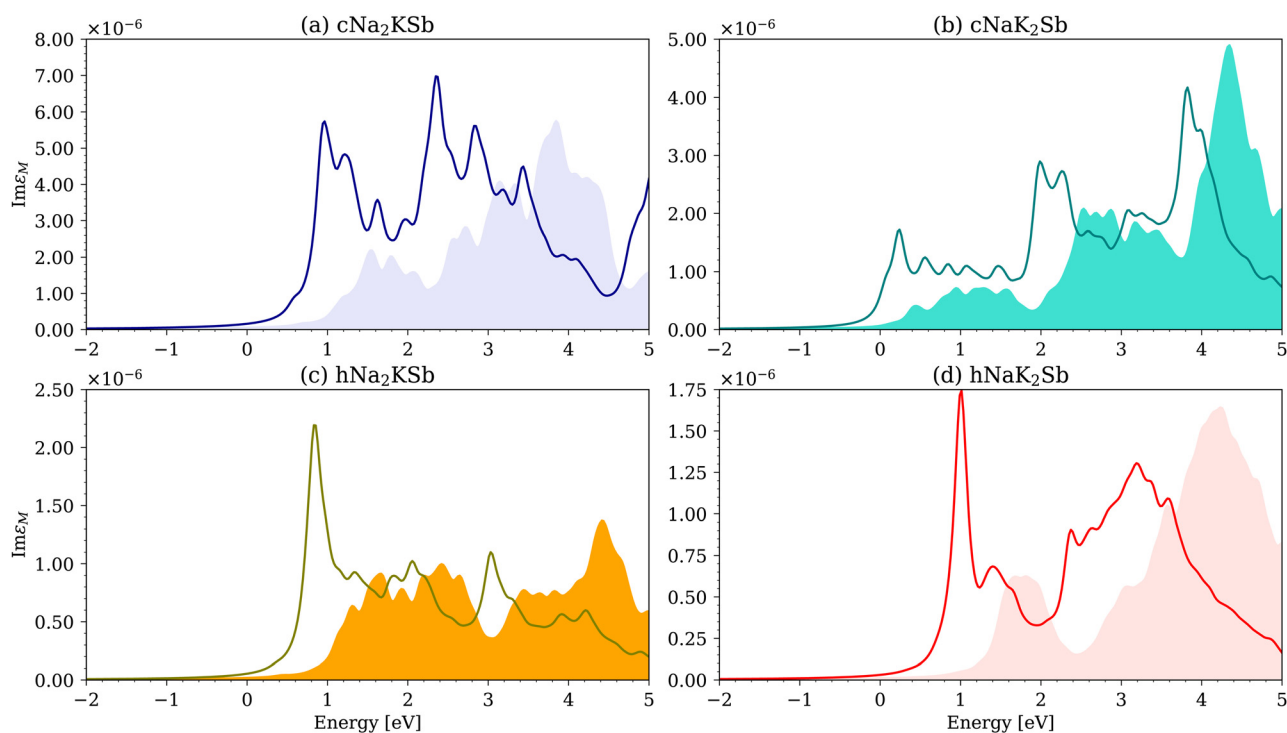 ×10⁻⁶ (a) cNa₂KSb
8.00
7.00
6.00
5.00
4.00
3.00
2.00
1.00
0.00
Imε_M
−2 −1 0 1 2 3 4 5
×10⁻⁶ (b) cNaK₂Sb
5.00
4.00
3.00
2.00
1.00
0.00
−2 −1 0 1 2 3 4 5
×10⁻⁶ (c) hNa₂KSb
2.50
2.00
1.50
1.00
0.50
0.00
Imε_M
−2 −1 0 1 2 3 4 5
Energy [eV]
×10⁻⁶ (d) hNaK₂Sb
1.75
1.50
1.25
1.00
0.75
0.50
0.25
0.00
−2 −1 0 1 2 3 4 5
Energy [eV]